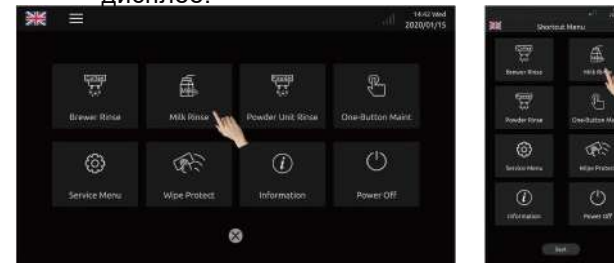 дисплее.
14:42 Wed
2020/01/15
Brewer Rinse
Milk Rinse
Powder Unit Rinse
One-Button Maint
Service Menu
Wipe Protect
Information
Power Off
Shortcut Menu
Brewer Rinse
Milk
Powder Rinse
One-Button Ma
Service Menu
Wipe Protec
Information
Power Off